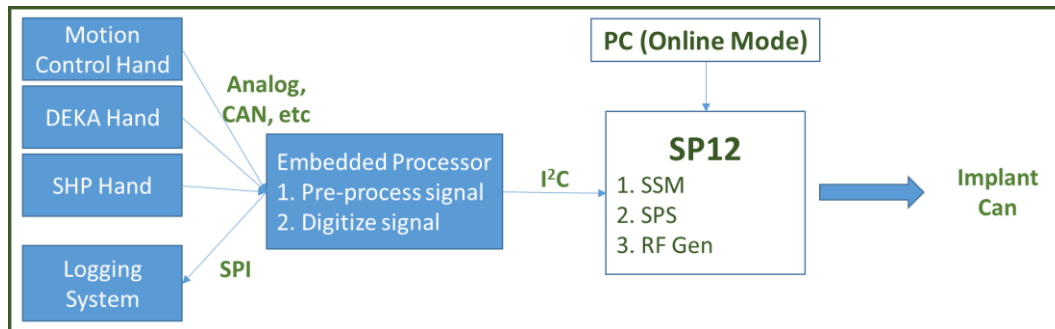 Motion
Control Hand
DEKA Hand
SHP Hand
Logging
System
Analog,
CAN, etc
SPI
Embedded Processor
1. Pre-process signal
2. Digitize signal
I²C
PC (Online Mode)
SP12
1. SSM
2. SPS
3. RF Gen
Implant
Can